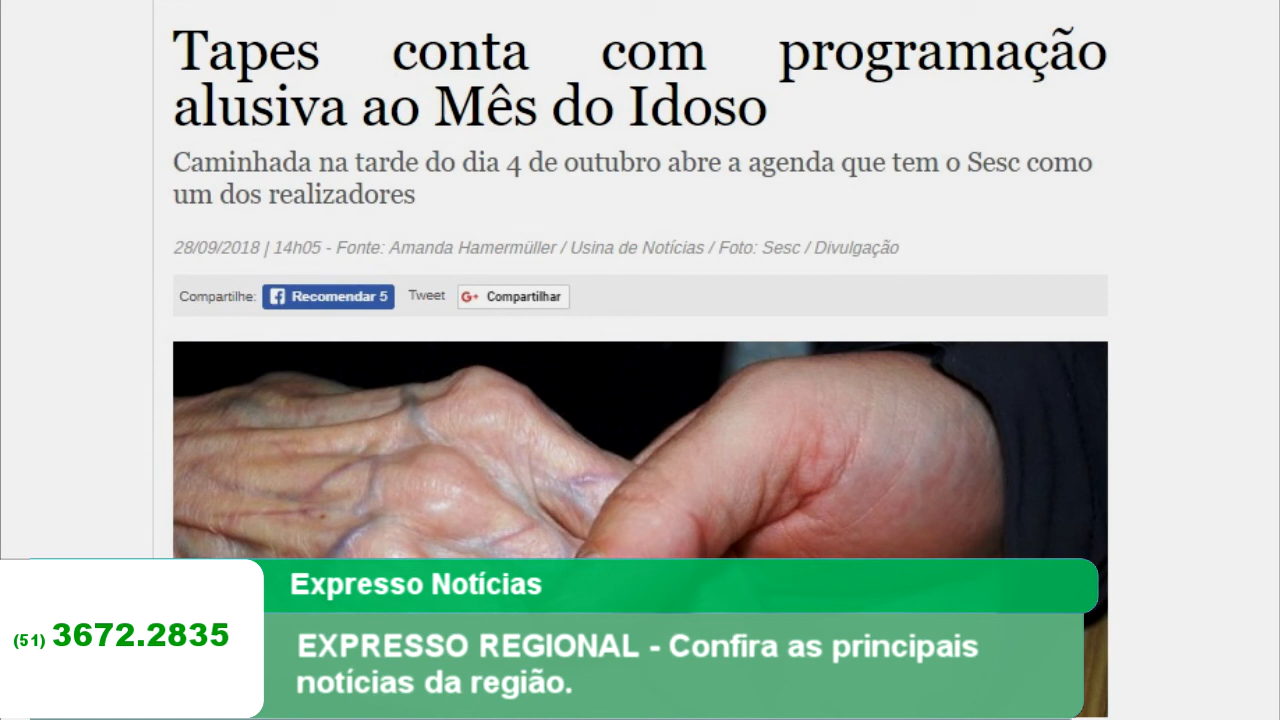 Tapes conta com programação
alusiva ao Mês do Idoso
Caminhada na tarde do dia 4 de outubro abre a agenda que tem o Sesc como
um dos realizadores
28/09/2018 | 14h05 - Fonte: Amanda Hamermüller / Usina de Notícias / Foto: Sesc / Divulgação
Compartilhe: Recomendar 5 Tweet G+ Compartilhar
Expresso Notícias
(51) 3672.2835
EXPRESSO REGIONAL - Confira as principais
notícias da região.